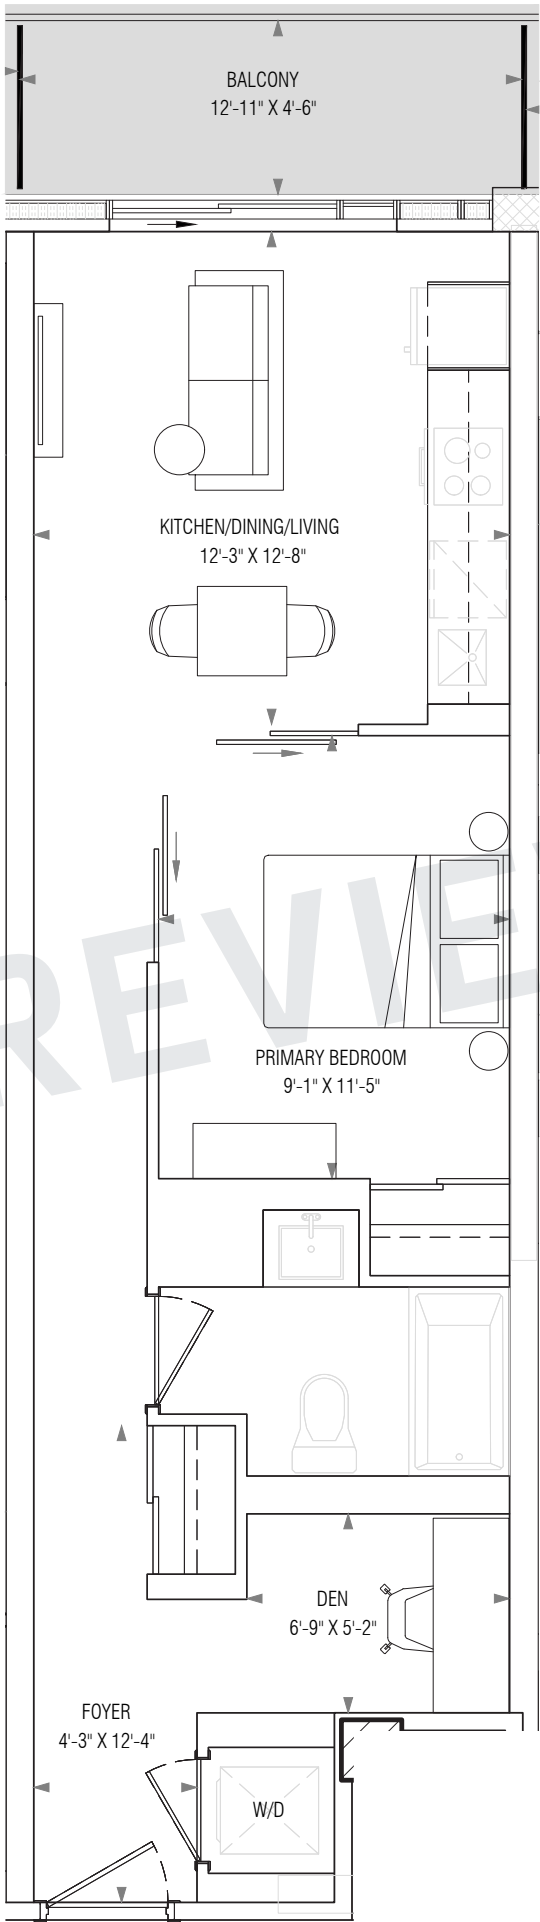 BALCONY
12'-11" X 4'-6"
KITCHEN/DINING/LIVING
12'-3" X 12'-8"
REVIE
PRIMARY BEDROOM
9'-1" X 11'-5"
DEN
6'-9" X 5'-2"
FOYER
4'-3" X 12'-4"
W/D